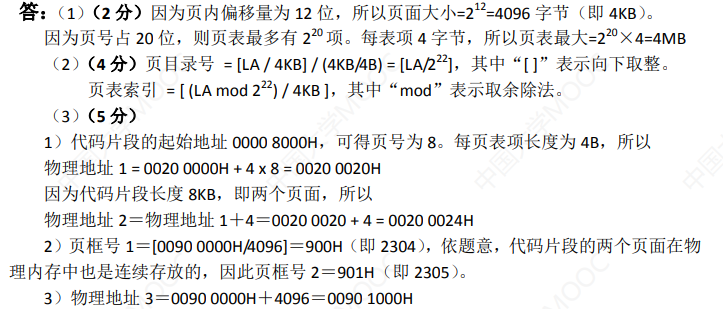 答：（1）（2 分）因为页内偏移量为 12 位，所以页面大小=2¹²=4096 字节（即 4KB）。
因为页号占 20 位，则页表最多有 2²⁰ 项。每表项 4 字节，所以页表最大=2²⁰×4=4MB
（2）（4 分）页目录号 = [LA / 4KB] / (4KB/4B) = [LA/2²²]，其中“[ ]”表示向下取整。
页表索引 = [ (LA mod 2²²) / 4KB ]，其中“mod”表示取余除法。
（3）（5 分）
1）代码片段的起始地址 0000 8000H，可得页号为 8。每页表项长度为 4B，所以
物理地址 1 = 0020 0000H + 4 x 8 = 0020 0020H
因为代码片段长度 8KB，即两个页面，所以
物理地址 2＝物理地址 1＋4＝0020 0020 + 4 = 0020 0024H
2）页框号 1＝[0090 0000H/4096]＝900H（即 2304），依题意，代码片段的两个页面在物
理内存中也是连续存放的，因此页框号 2＝901H（即 2305）。
3）物理地址 3＝0090 0000H＋4096＝0090 1000H